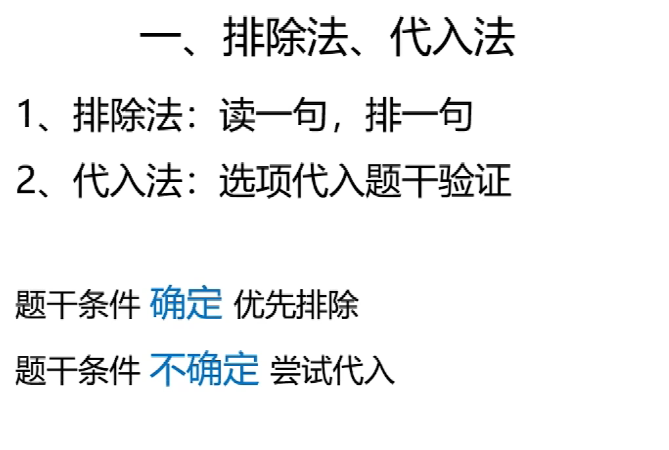 一、排除法、代入法
1、排除法：读一句，排一句
2、代入法：选项代入题干验证
题干条件 确定 优先排除
题干条件 不确定 尝试代入